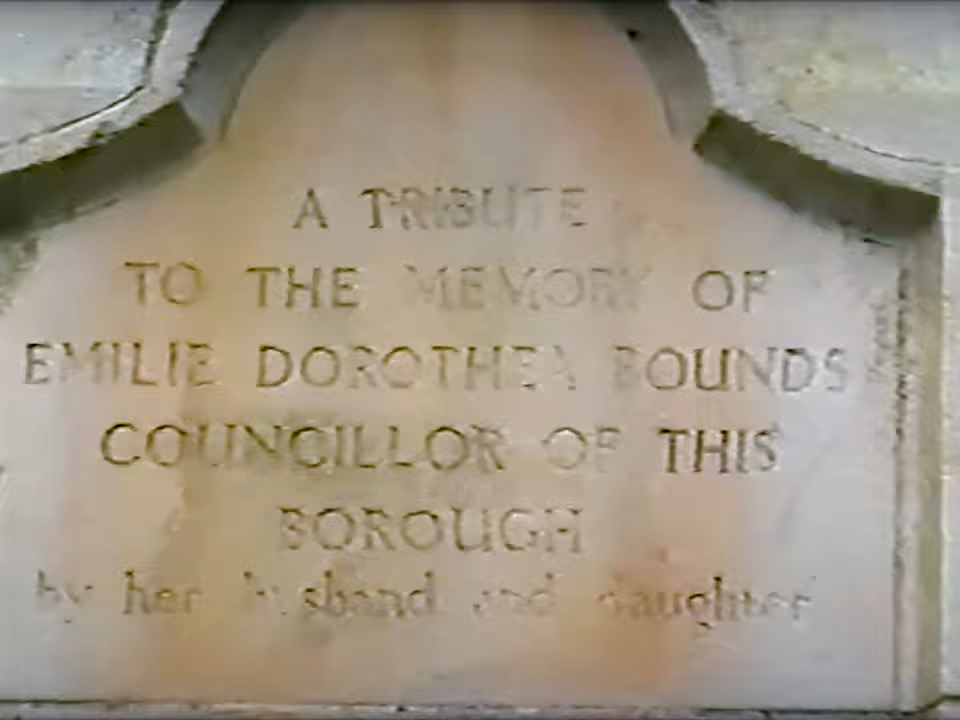 A TRIBUTE
TO THE MEMORY OF
EMILIE DOROTHEA BOUNDS
COUNCILLOR OF THIS
BOROUGH
by her husband and daughter